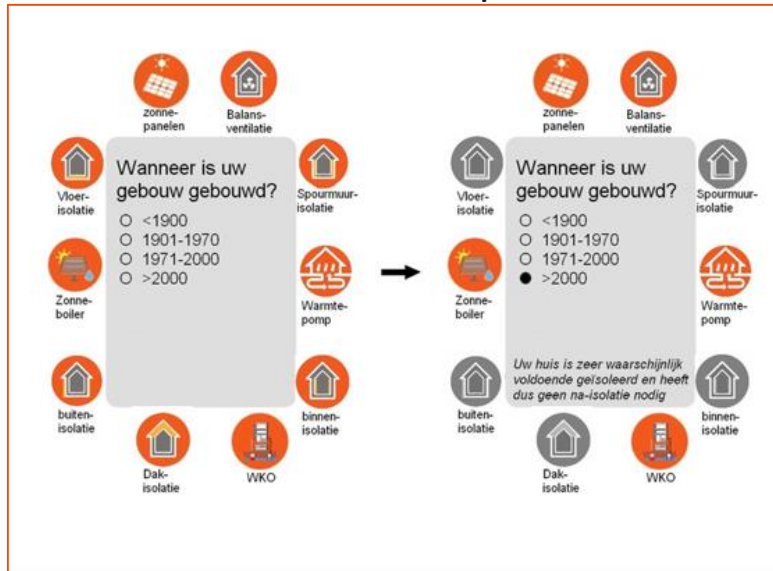 zonne-
panelen
Balans-
ventilatie
Vloer-
isolatie
Wanneer is uw
gebouw gebouwd?
<1900
1901-1970
1971-2000
>2000
Spourmuur-
isolatie
Zonne-
boiler
Warmte-
pomp
buiten-
isolatie
binnen-
isolatie
Dak-
isolatie
WKO
zonne-
panelen
Balans-
ventilatie
Vloer-
isolatie
Wanneer is uw
gebouw gebouwd?
<1900
1901-1970
1971-2000
>2000
Spourmuur-
isolatie
Zonne-
boiler
Warmte-
pomp
Uw huis is zeer waarschijnlijk
voldoende geïsoleerd en heeft
dus geen na-isolatie nodig
buiten-
isolatie
binnen-
isolatie
Dak-
isolatie
WKO